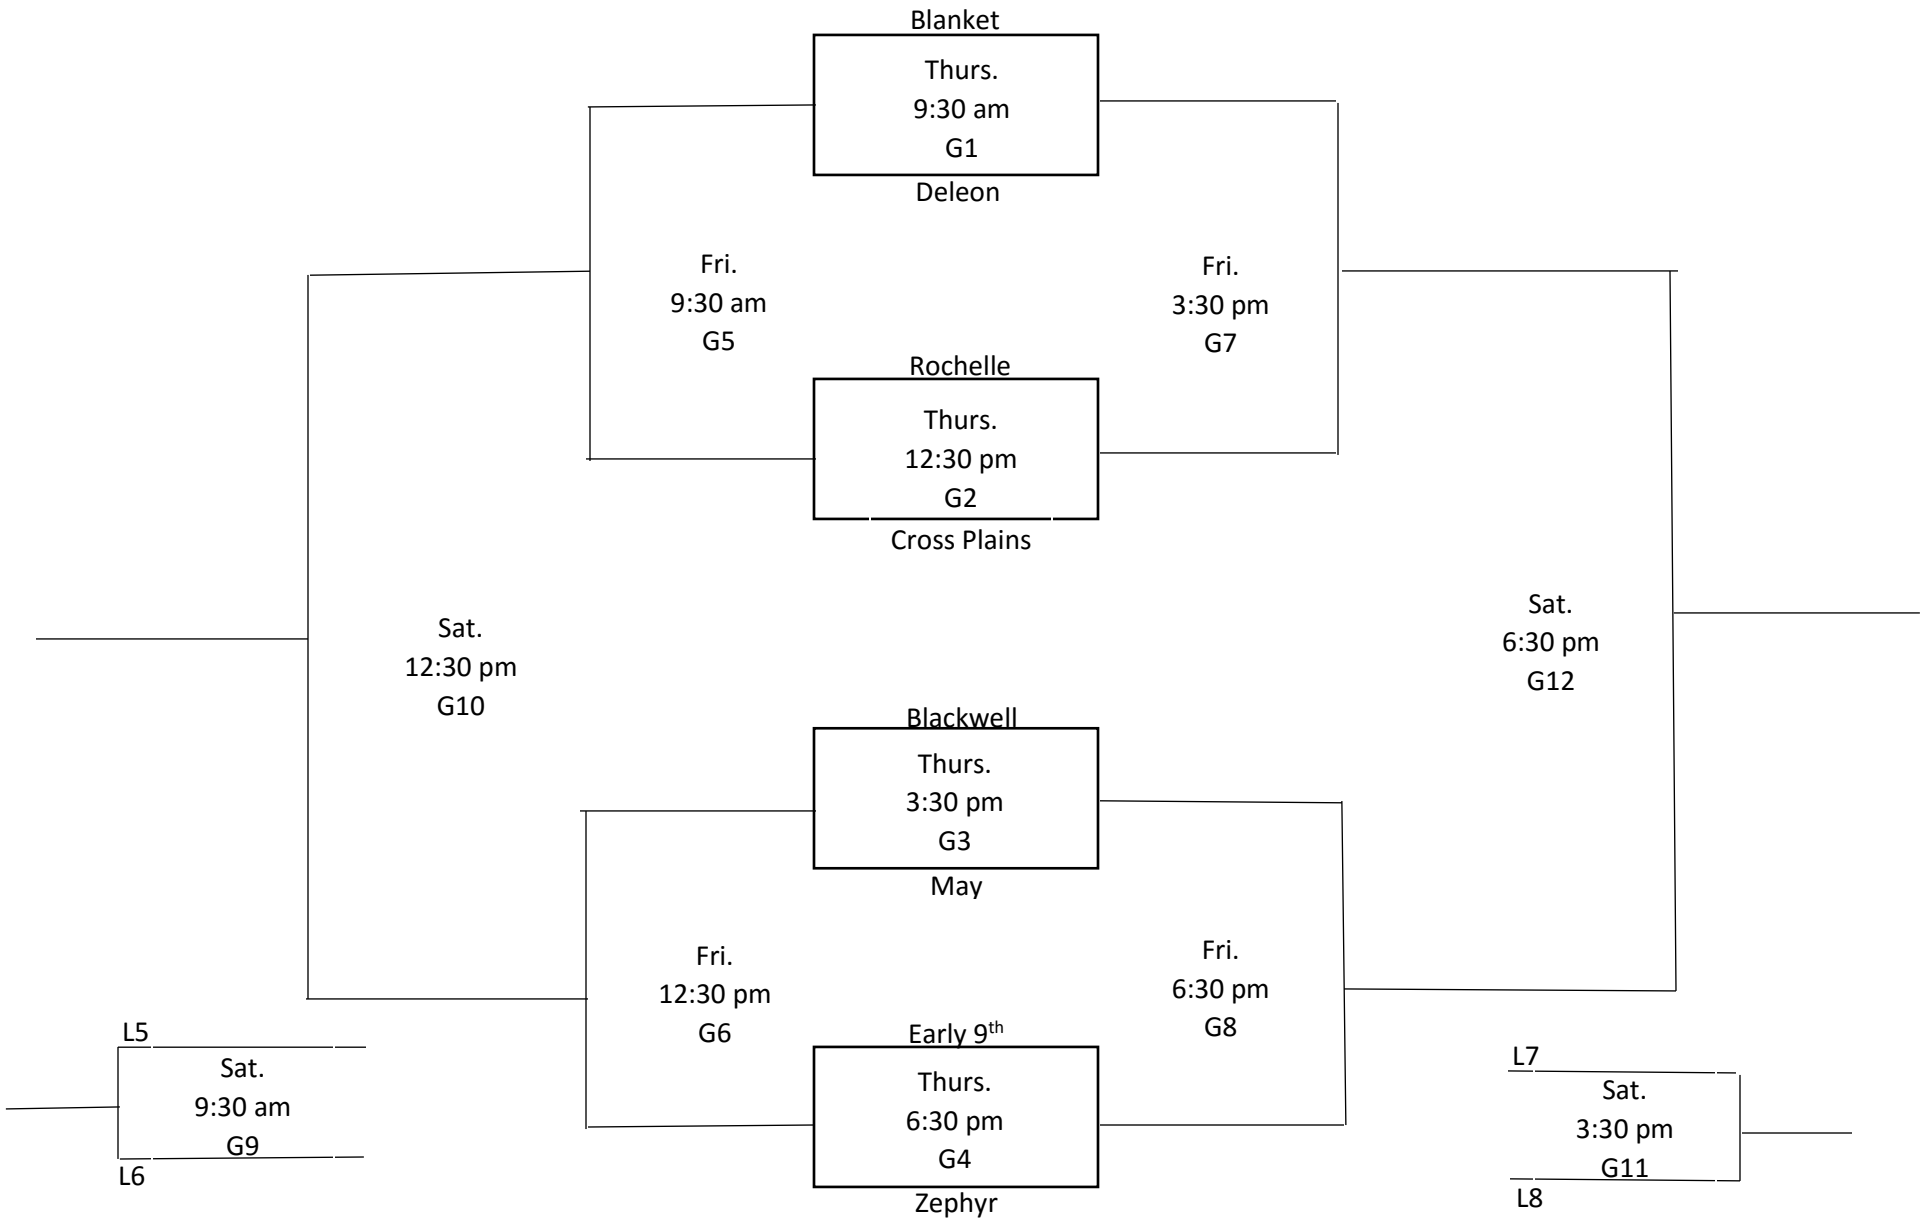 Blanket
Thurs.
9:30 am
G1
Deleon
Fri.
9:30 am
G5
Fri.
3:30 pm
G7
Rochelle
Thurs.
12:30 pm
G2
Cross Plains
Sat.
12:30 pm
G10
Sat.
6:30 pm
G12
Blackwell
Thurs.
3:30 pm
G3
May
Fri.
12:30 pm
G6
Fri.
6:30 pm
G8
Early 9th
Thurs.
6:30 pm
G4
Zephyr
L5
Sat.
9:30 am
G9
L6
L7
Sat.
3:30 pm
G11
L8